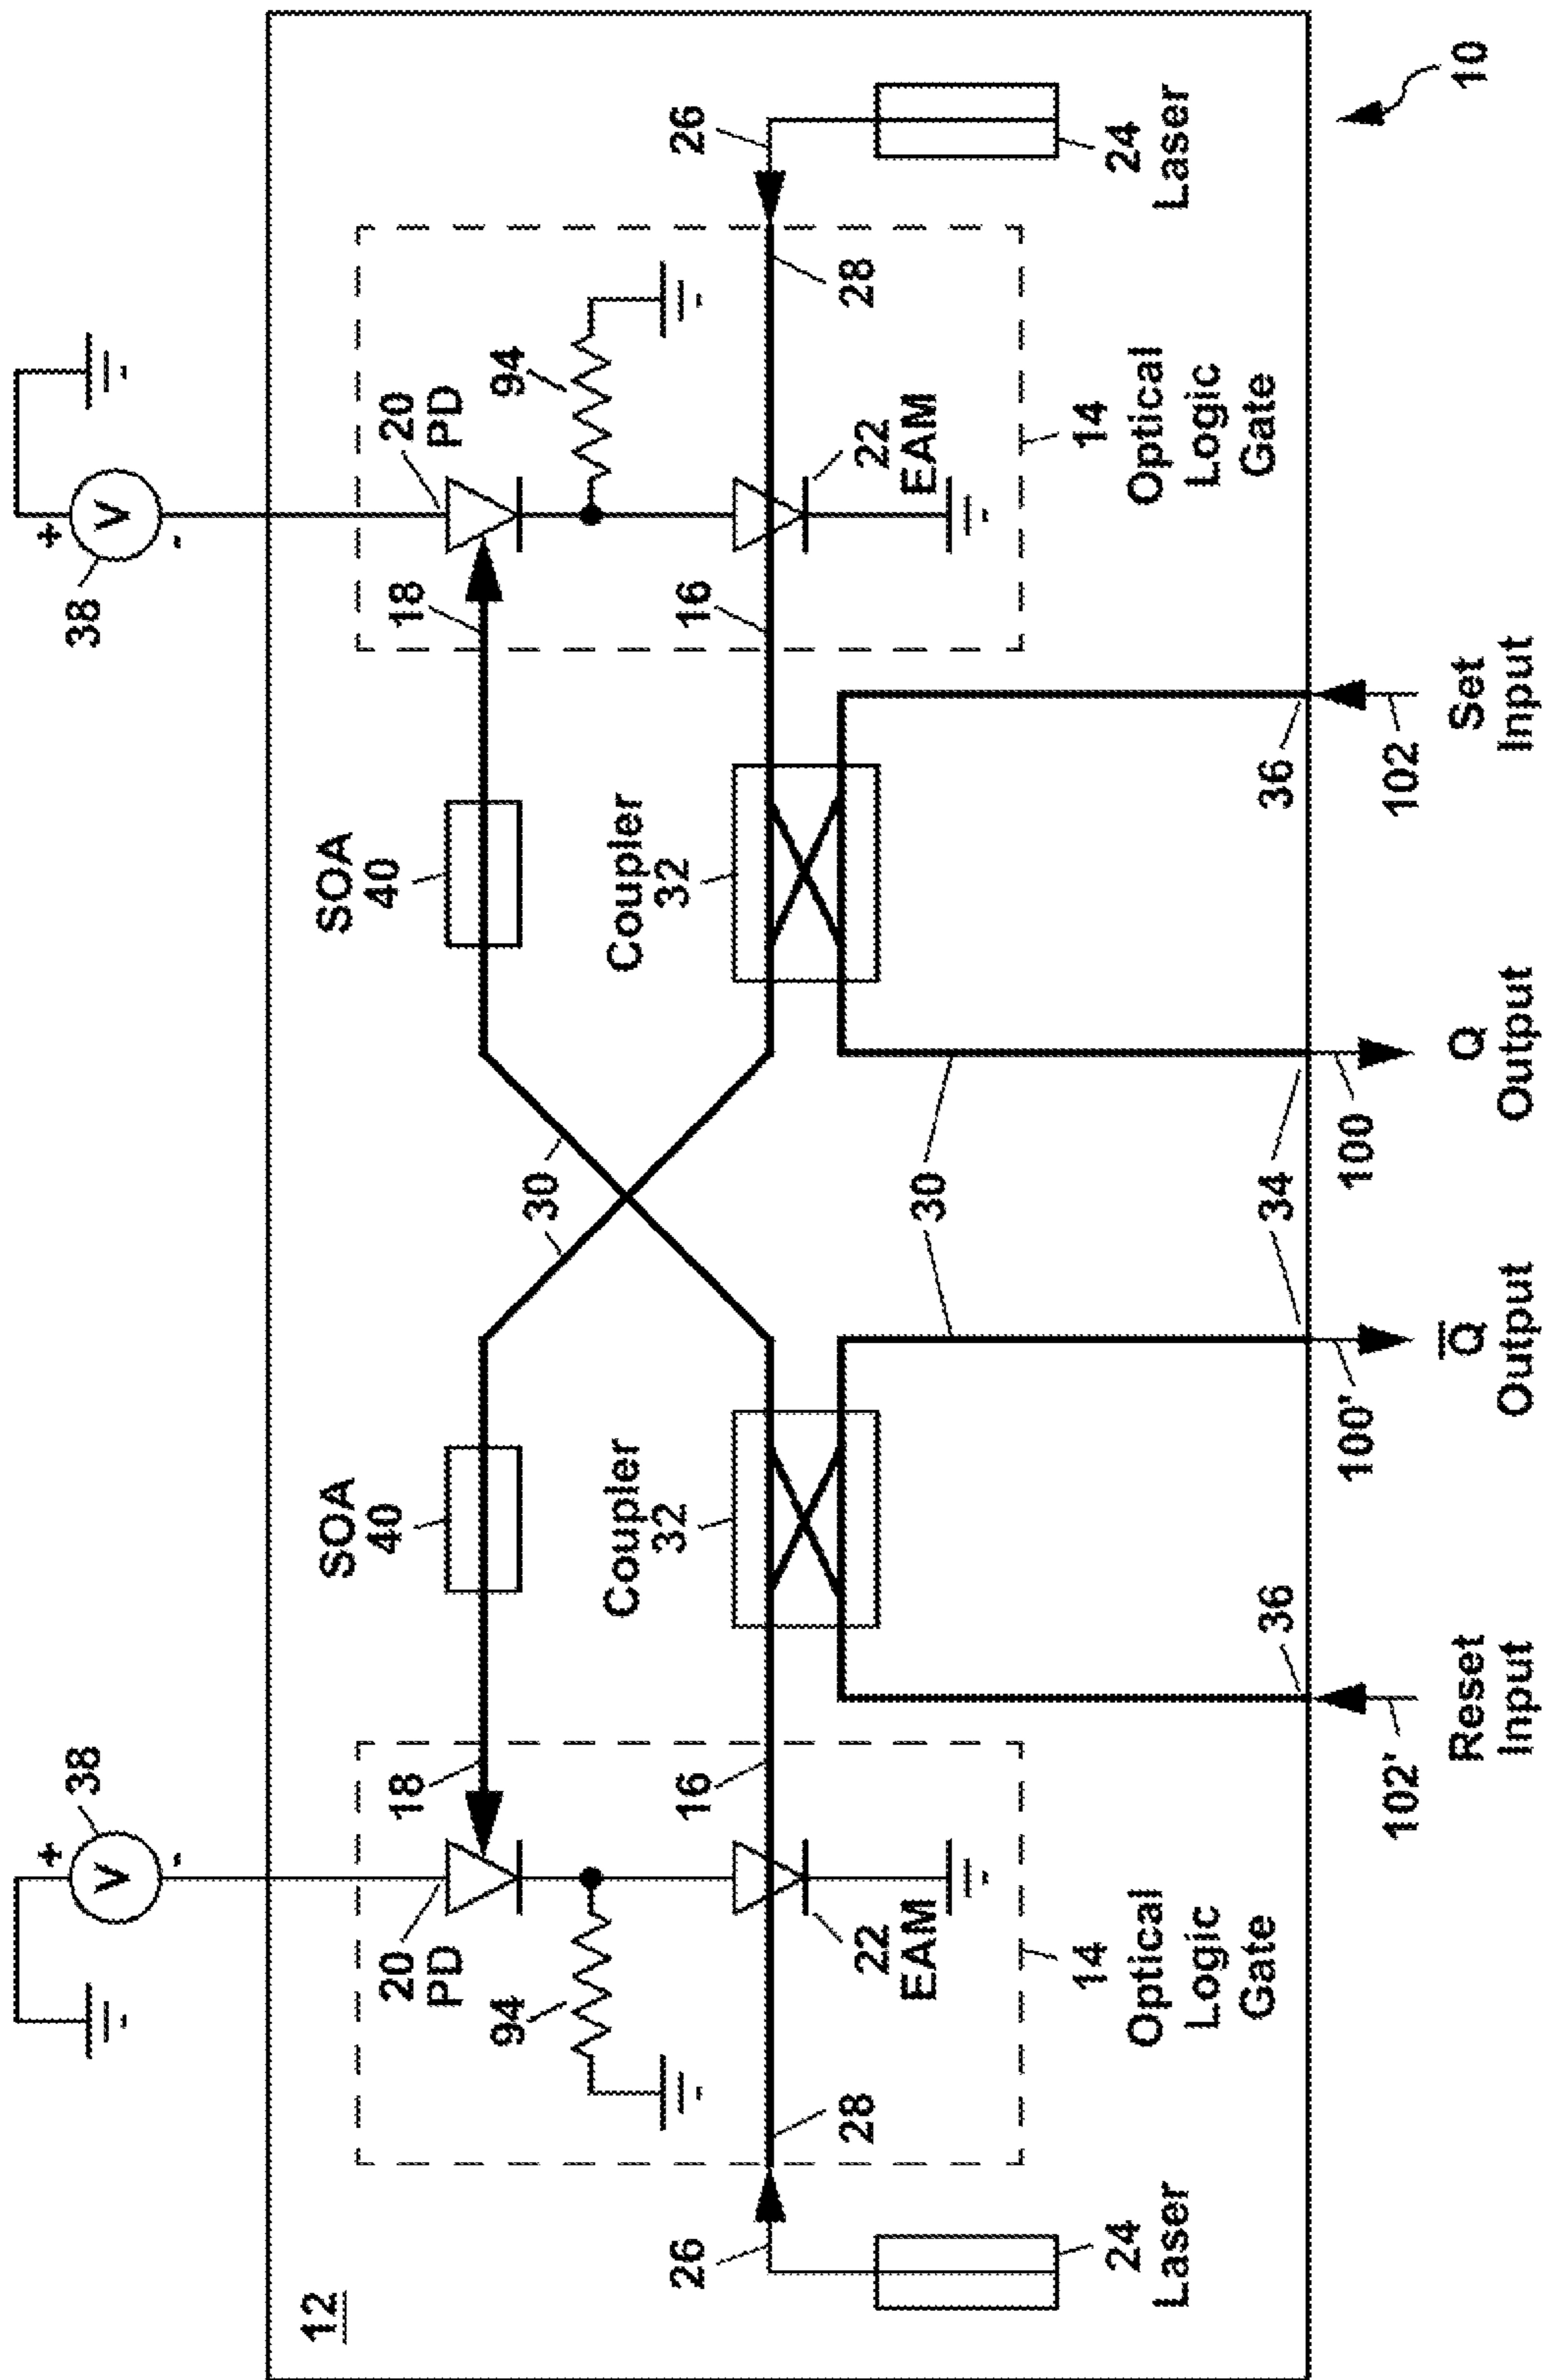 38
V
+
-
38
V
+
-
12
18
20
PD
94
SOA
40
SOA
40
18
20
PD
94
30
26
28
16
22
EAM
Coupler
32
Coupler
32
16
22
EAM
28
26
24
Laser
14
Optical
Logic
Gate
30
14
Optical
Logic
Gate
24
Laser
36
34
36
102'
Reset
Input
100'
Q̅
Output
100
Q
Output
102
Set
Input
10